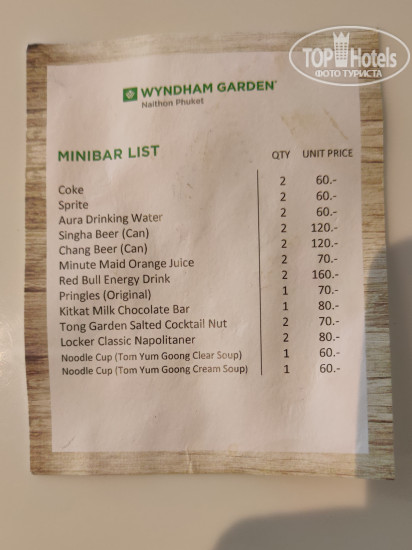 TOP Hotels
ФОТО ТУРИСТА
WYNDHAM GARDEN
Naithon Phuket
MINIBAR LIST QTY UNIT PRICE
Coke 2 60.-
Sprite 2 60.-
Aura Drinking Water 2 60.-
Singha Beer (Can) 2 120.-
Chang Beer (Can) 2 120.-
Minute Maid Orange Juice 2 70.-
Red Bull Energy Drink 2 160.-
Pringles (Original) 1 70.-
Kitkat Milk Chocolate Bar 1 80.-
Tong Garden Salted Cocktail Nut 2 70.-
Locker Classic Napolitaner 2 80.-
Noodle Cup (Tom Yum Goong Clear Soup) 1 60.-
Noodle Cup (Tom Yum Goong Cream Soup) 1 60.-